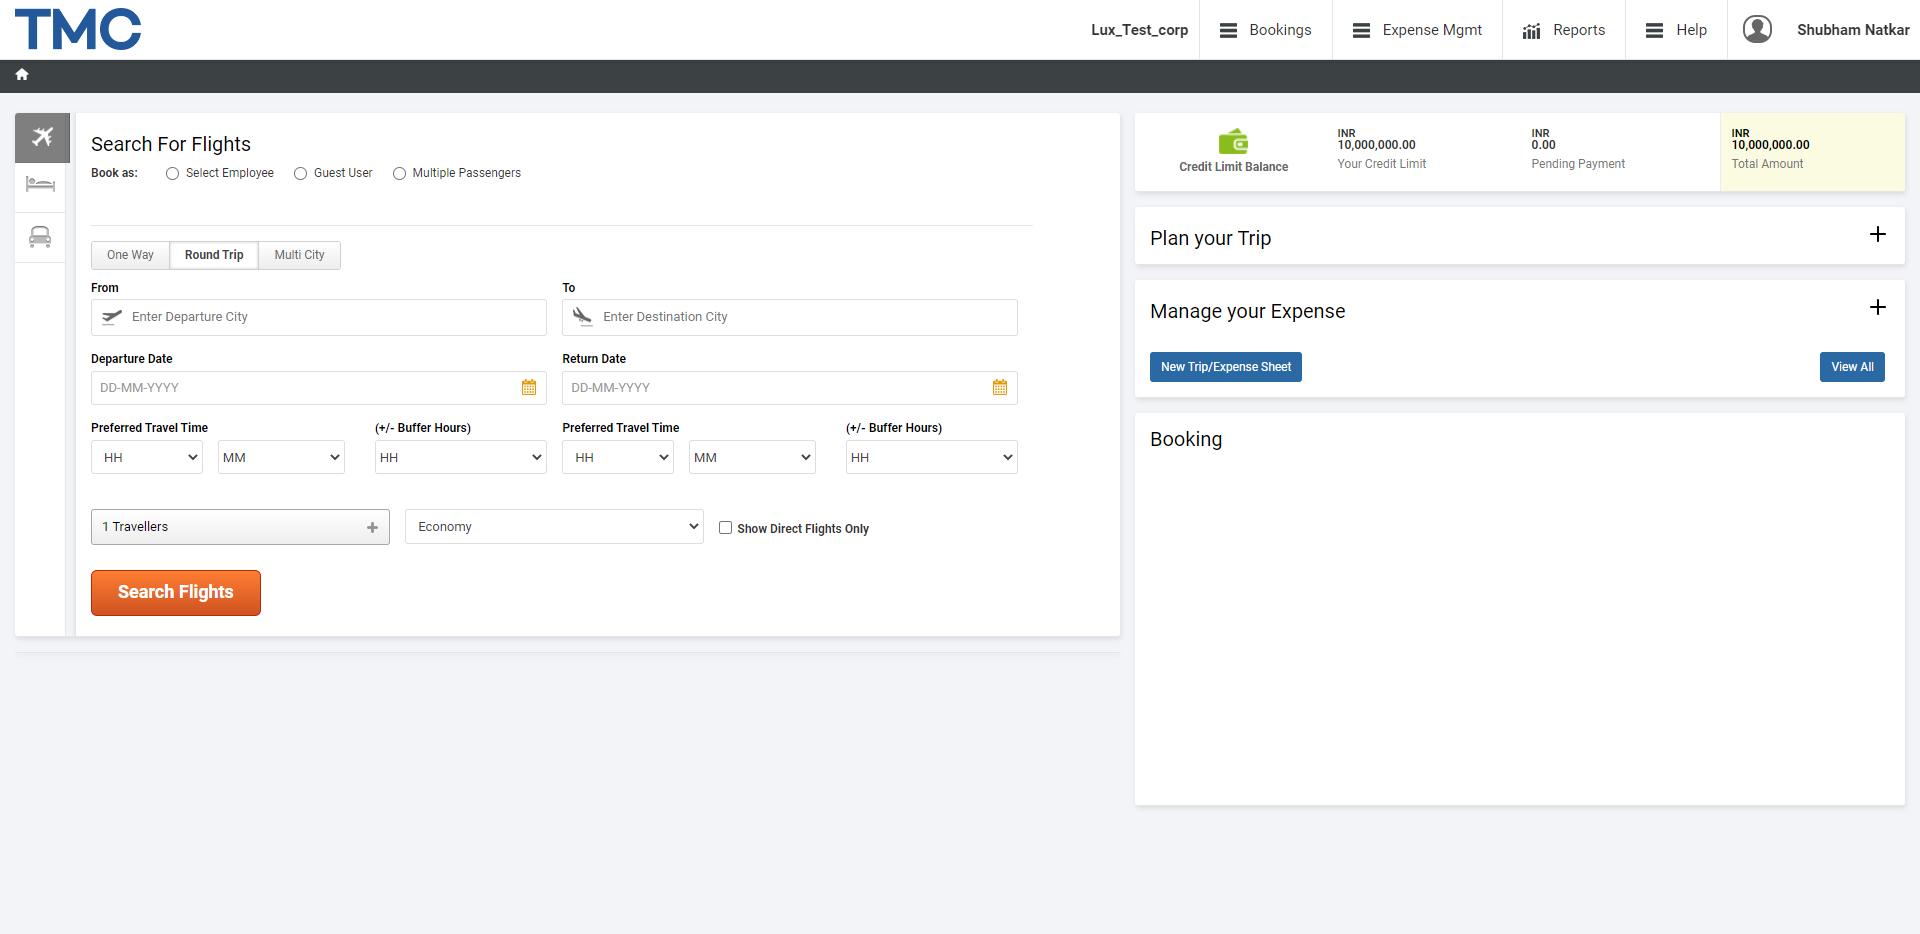 TMC
Lux_Test_corp
Bookings
Expense Mgmt
Reports
Help
Shubham Natkar
Search For Flights
Book as:
Select Employee
Guest User
Multiple Passengers
One Way
Round Trip
Multi City
From
To
Enter Departure City
Enter Destination City
Departure Date
Return Date
DD-MM-YYYY
DD-MM-YYYY
Preferred Travel Time
(+/- Buffer Hours)
Preferred Travel Time
(+/- Buffer Hours)
HH
MM
HH
HH
MM
HH
1 Travellers
Economy
Show Direct Flights Only
Search Flights
Credit Limit Balance
INR
10,000,000.00
Your Credit Limit
INR
0.00
Pending Payment
INR
10,000,000.00
Total Amount
Plan your Trip
Manage your Expense
New Trip/Expense Sheet
View All
Booking